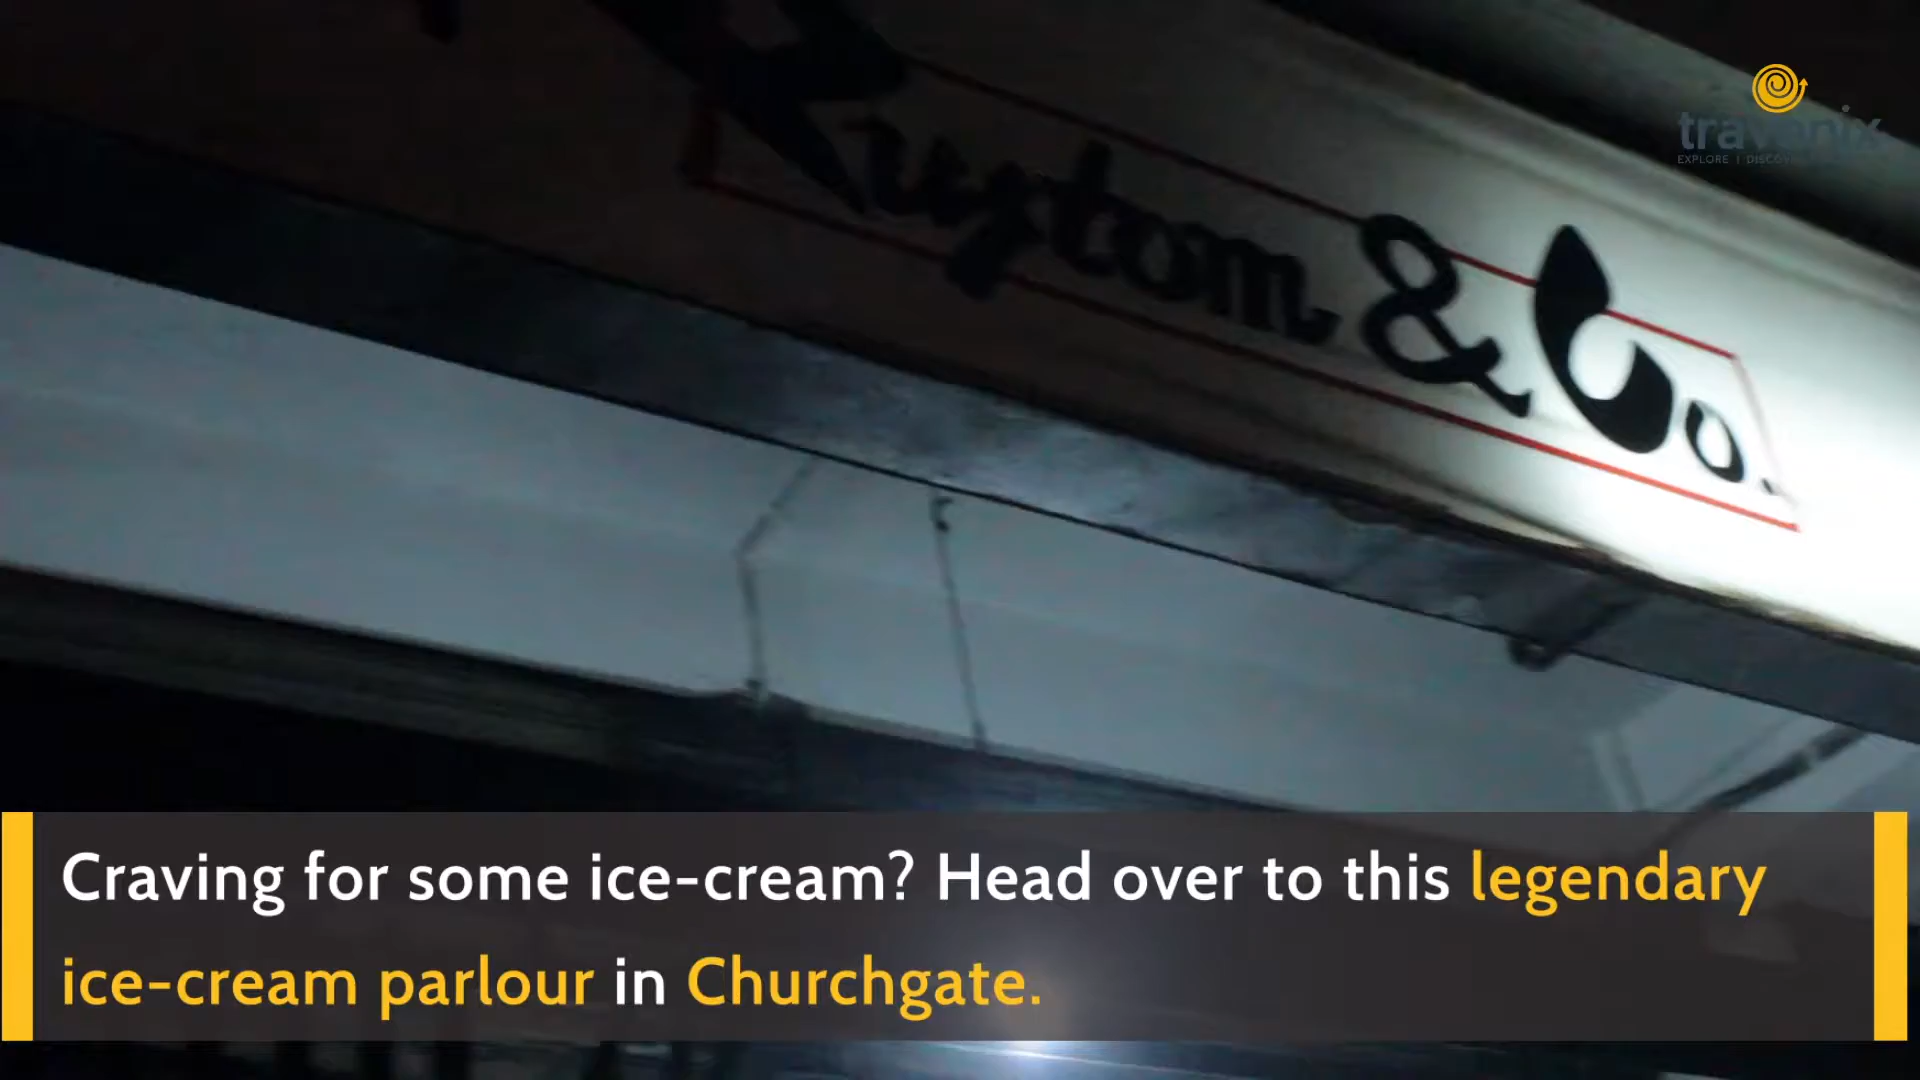 travenix
EXPLORE | DISCOV
Rustom & Co.
Craving for some ice-cream? Head over to this legendary
ice-cream parlour in Churchgate.